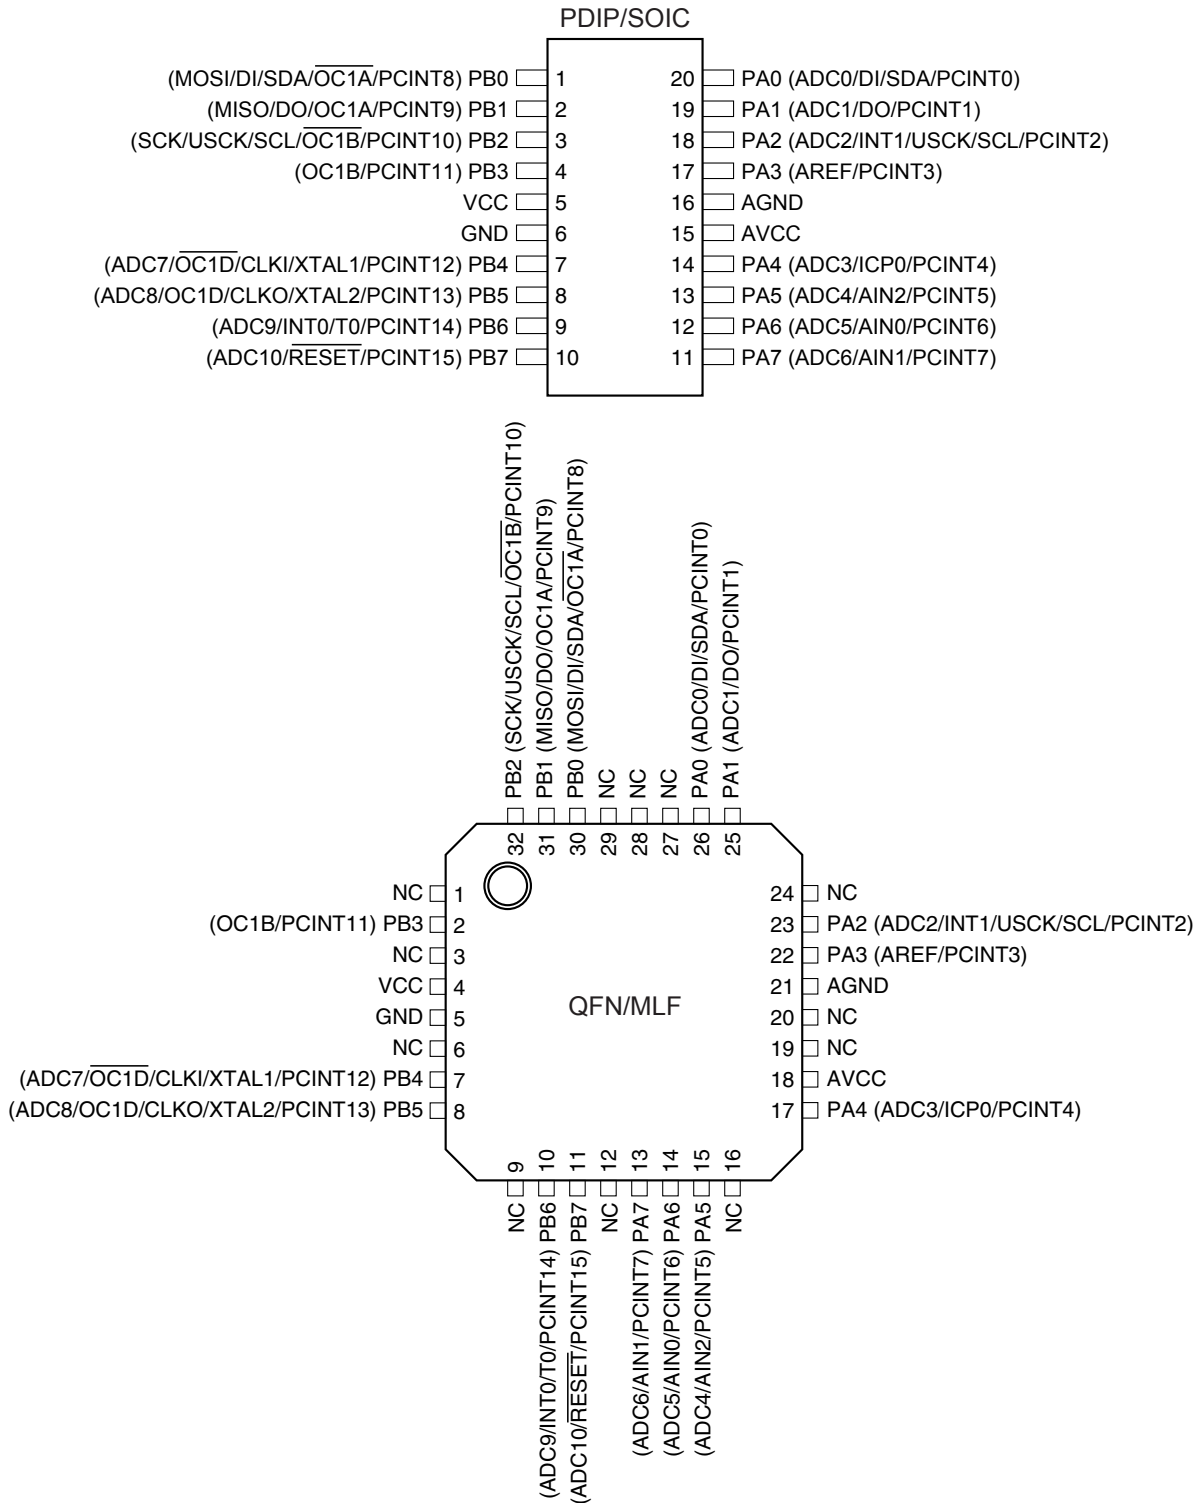 PDIP/SOIC
(MOSI/DI/SDA/OC1A/PCINT8) PB0 1 20 PA0 (ADC0/DI/SDA/PCINT0)
(MISO/DO/OC1A/PCINT9) PB1 2 19 PA1 (ADC1/DO/PCINT1)
(SCK/USCK/SCL/OC1B/PCINT10) PB2 3 18 PA2 (ADC2/INT1/USCK/SCL/PCINT2)
(OC1B/PCINT11) PB3 4 17 PA3 (AREF/PCINT3)
VCC 5 16 AGND
GND 6 15 AVCC
(ADC7/OC1D/CLKI/XTAL1/PCINT12) PB4 7 14 PA4 (ADC3/ICP0/PCINT4)
(ADC8/OC1D/CLKO/XTAL2/PCINT13) PB5 8 13 PA5 (ADC4/AIN2/PCINT5)
(ADC9/INT0/T0/PCINT14) PB6 9 12 PA6 (ADC5/AIN0/PCINT6)
(ADC10/RESET/PCINT15) PB7 10 11 PA7 (ADC6/AIN1/PCINT7)
PB2 (SCK/USCK/SCL/OC1B/PCINT10)
PB1 (MISO/DO/OC1A/PCINT9)
PB0 (MOSI/DI/SDA/OC1A/PCINT8)
NC
NC
NC
PA0 (ADC0/DI/SDA/PCINT0)
PA1 (ADC1/DO/PCINT1)
32 31 30 29 28 27 26 25
NC 1 24 NC
(OC1B/PCINT11) PB3 2 23 PA2 (ADC2/INT1/USCK/SCL/PCINT2)
NC 3 22 PA3 (AREF/PCINT3)
VCC 4 21 AGND
GND 5 20 NC
QFN/MLF
NC 6 19 NC
(ADC7/OC1D/CLKI/XTAL1/PCINT12) PB4 7 18 AVCC
(ADC8/OC1D/CLKO/XTAL2/PCINT13) PB5 8 17 PA4 (ADC3/ICP0/PCINT4)
9 10 11 12 13 14 15 16
NC
(ADC9/INT0/T0/PCINT14) PB6
(ADC10/RESET/PCINT15) PB7
NC
(ADC6/AIN1/PCINT7) PA7
(ADC5/AIN0/PCINT6) PA6
(ADC4/AIN2/PCINT5) PA5
NC